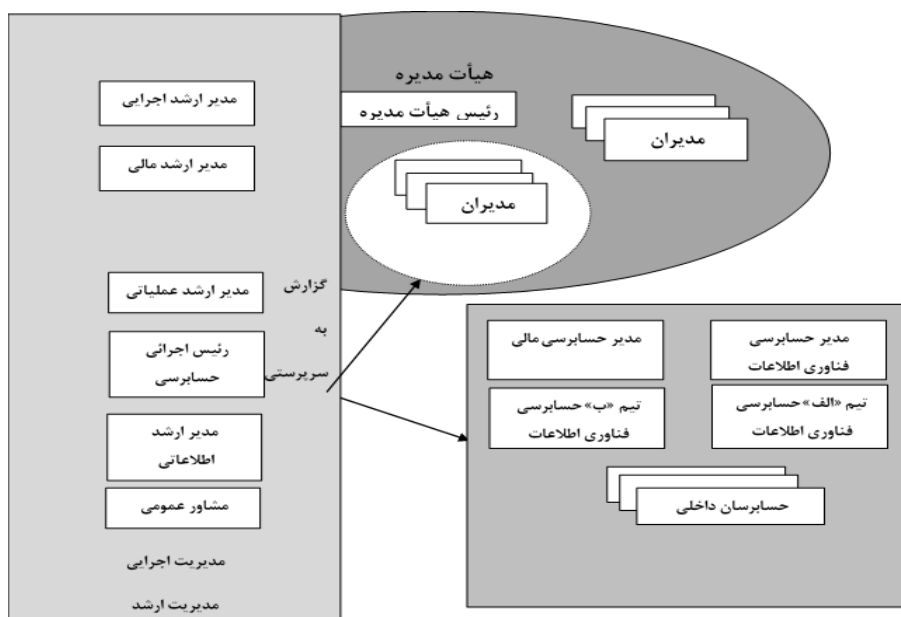 هیأت مدیره
رئیس هیأت مدیره
مدیران
مدیران
مدیر ارشد اجرایی
مدیر ارشد مالی
مدیر ارشد عملیاتی
رئیس اجرائی
حسابرسی
مدیر ارشد
اطلاعاتی
مشاور عمومی
مدیریت اجرایی
مدیریت ارشد
گزارش
به
سرپرستی
مدیر حسابرسی
فناوری اطلاعات
مدیر حسابرسی مالی
تیم «الف» حسابرسی
فناوری اطلاعات
تیم «ب» حسابرسی
فناوری اطلاعات
حسابرسان داخلی